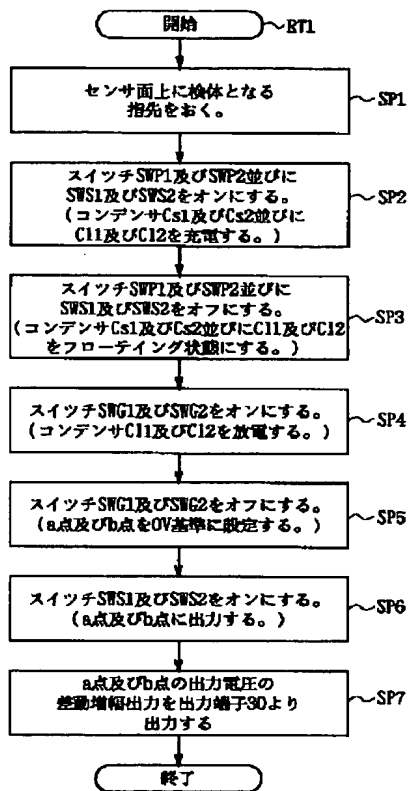 開始
RT1
センサ面上に検体となる
指先をおく。
SP1
スイッチSWP1及びSWP2並びに
SWS1及びSWS2をオンにする。
(コンデンサCs1及びCs2並びに
Cl1及びCl2を充電する。)
SP2
スイッチSWP1及びSWP2並びに
SWS1及びSWS2をオフにする。
(コンデンサCs1及びCs2並びにCl1及びCl2
をフローティング状態にする。)
SP3
スイッチSWG1及びSWG2をオンにする。
(コンデンサCl1及びCl2を放電する。)
SP4
スイッチSWG1及びSWG2をオフにする。
(a点及びb点を0V基準に設定する。)
SP5
スイッチSWS1及びSWS2をオンにする。
(a点及びb点に出力する。)
SP6
a点及びb点の出力電圧の
差動増幅出力を出力端子30より
出力する
SP7
終了